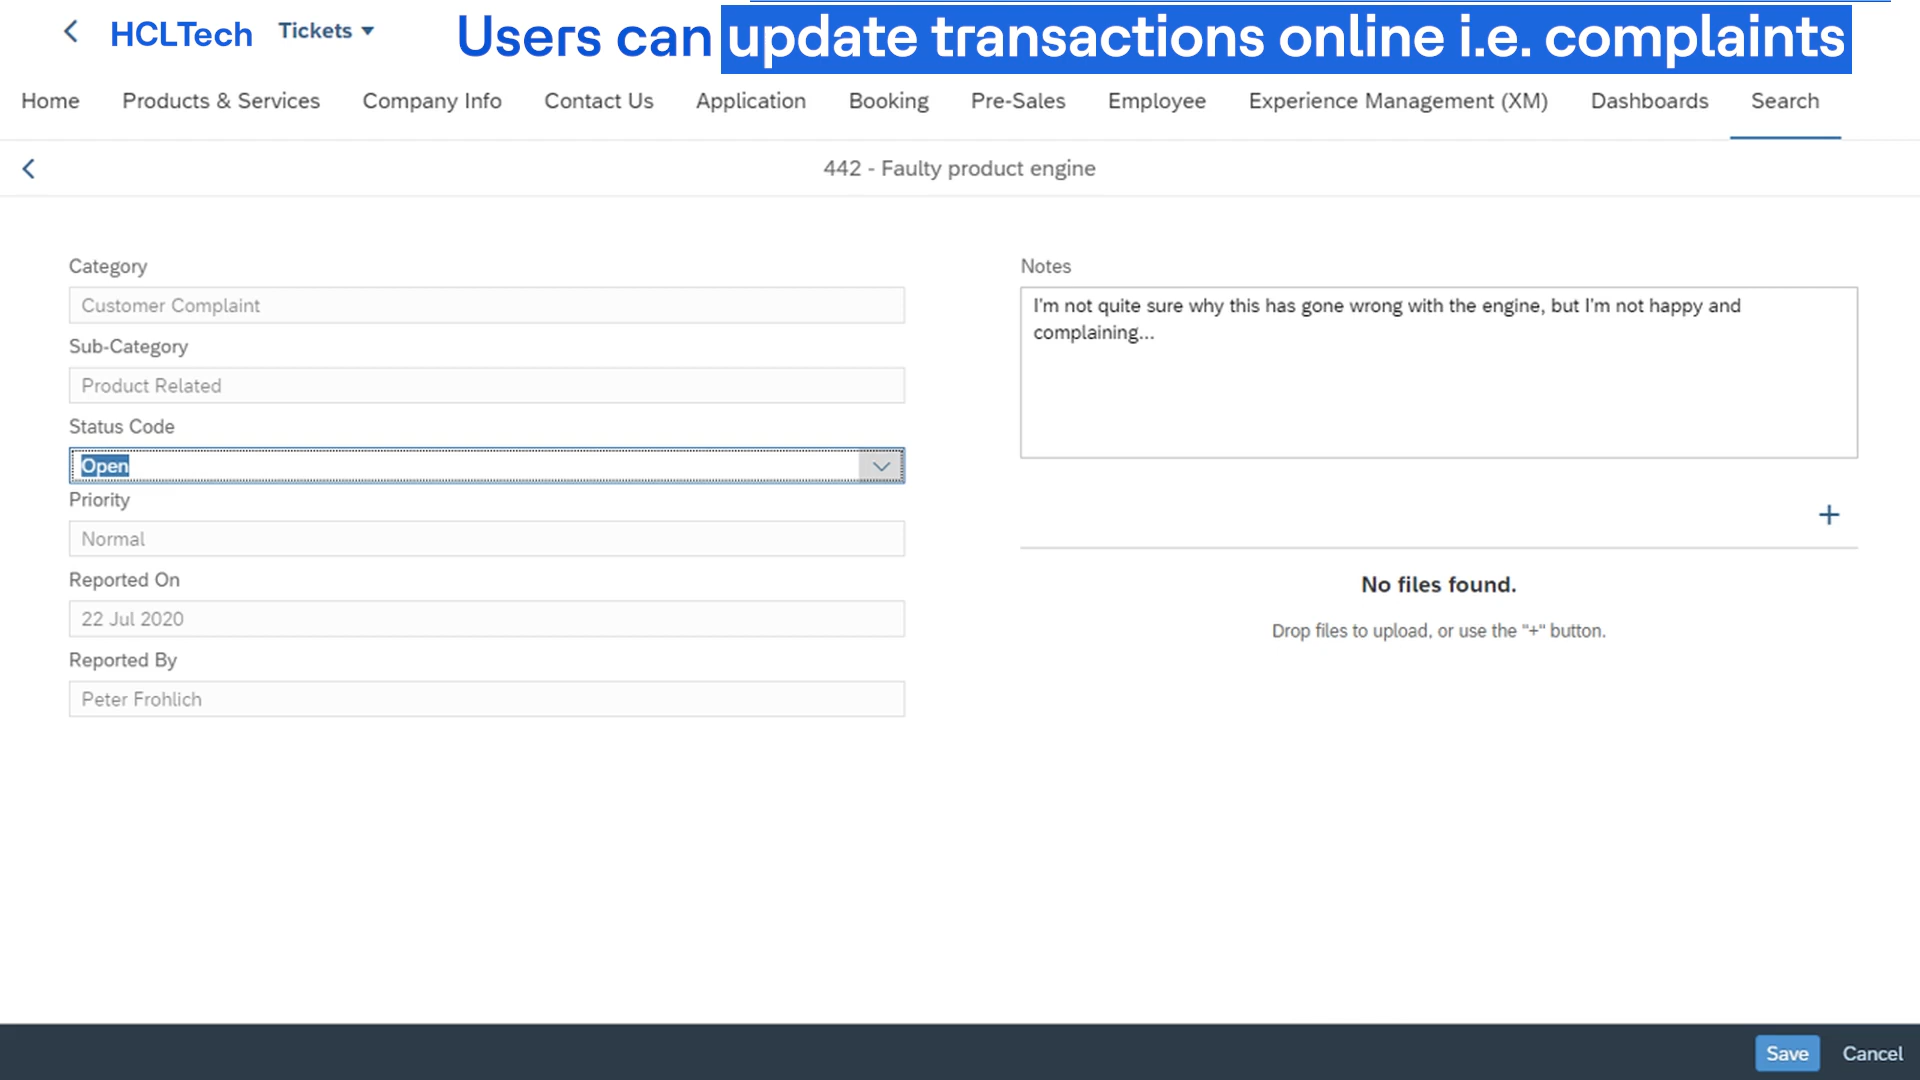 HCLTech Tickets
Users can update transactions online i.e. complaints
Home Products & Services Company Info Contact Us Application Booking Pre-Sales Employee Experience Management (XM) Dashboards Search
442 - Faulty product engine
Category
Customer Complaint
Sub-Category
Product Related
Status Code
Open
Priority
Normal
Reported On
22 Jul 2020
Reported By
Peter Frohlich
Notes
I'm not quite sure why this has gone wrong with the engine, but I'm not happy and
complaining...
No files found.
Drop files to upload, or use the "+" button.
Save Cancel